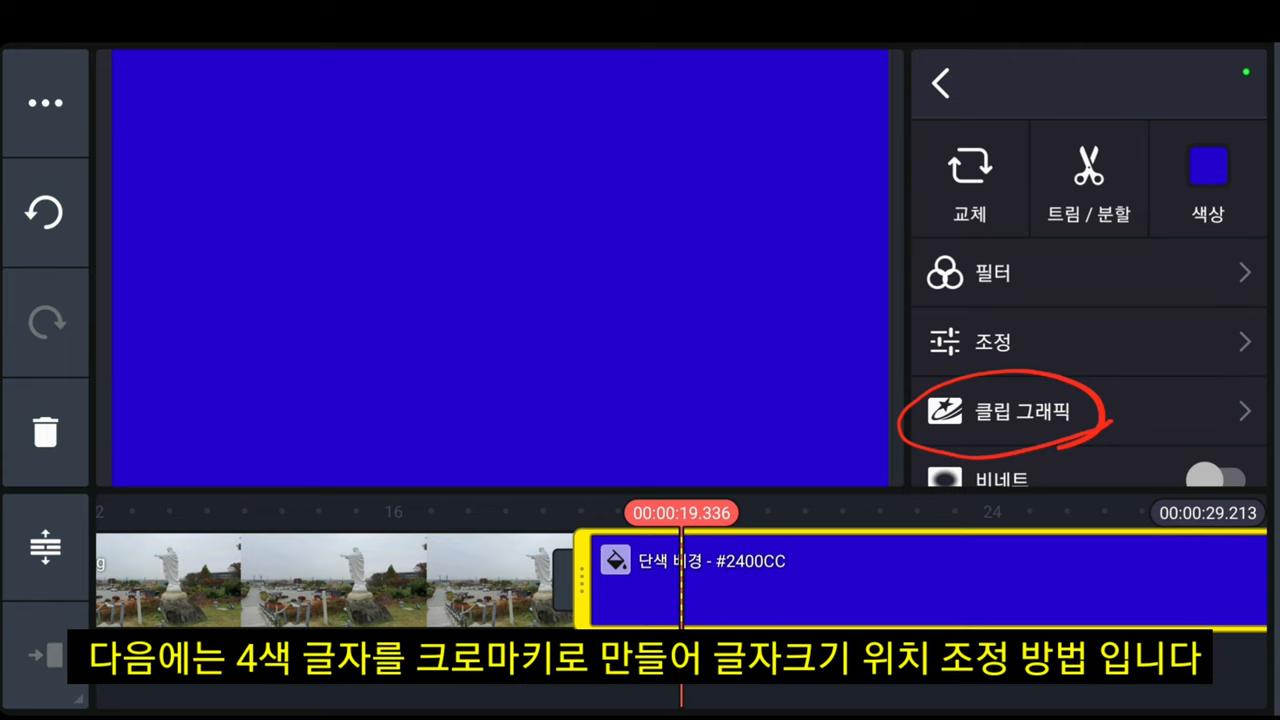 교체
트림 / 분할
색상
필터
조정
클립 그래픽
비네트
2
16
00:00:19.336
24
00:00:29.213
g
단색 배경 - #2400CC
다음에는 4색 글자를 크로마키로 만들어 글자크기 위치 조정 방법 입니다